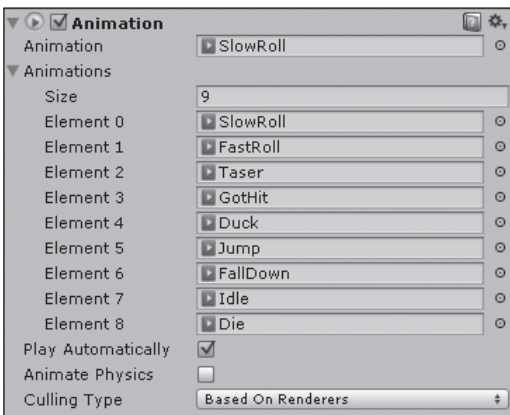 Animation
Animation SlowRoll
Animations
Size 9
Element 0 SlowRoll
Element 1 FastRoll
Element 2 Taser
Element 3 GotHit
Element 4 Duck
Element 5 Jump
Element 6 FallDown
Element 7 Idle
Element 8 Die
Play Automatically
Animate Physics
Culling Type Based On Renderers